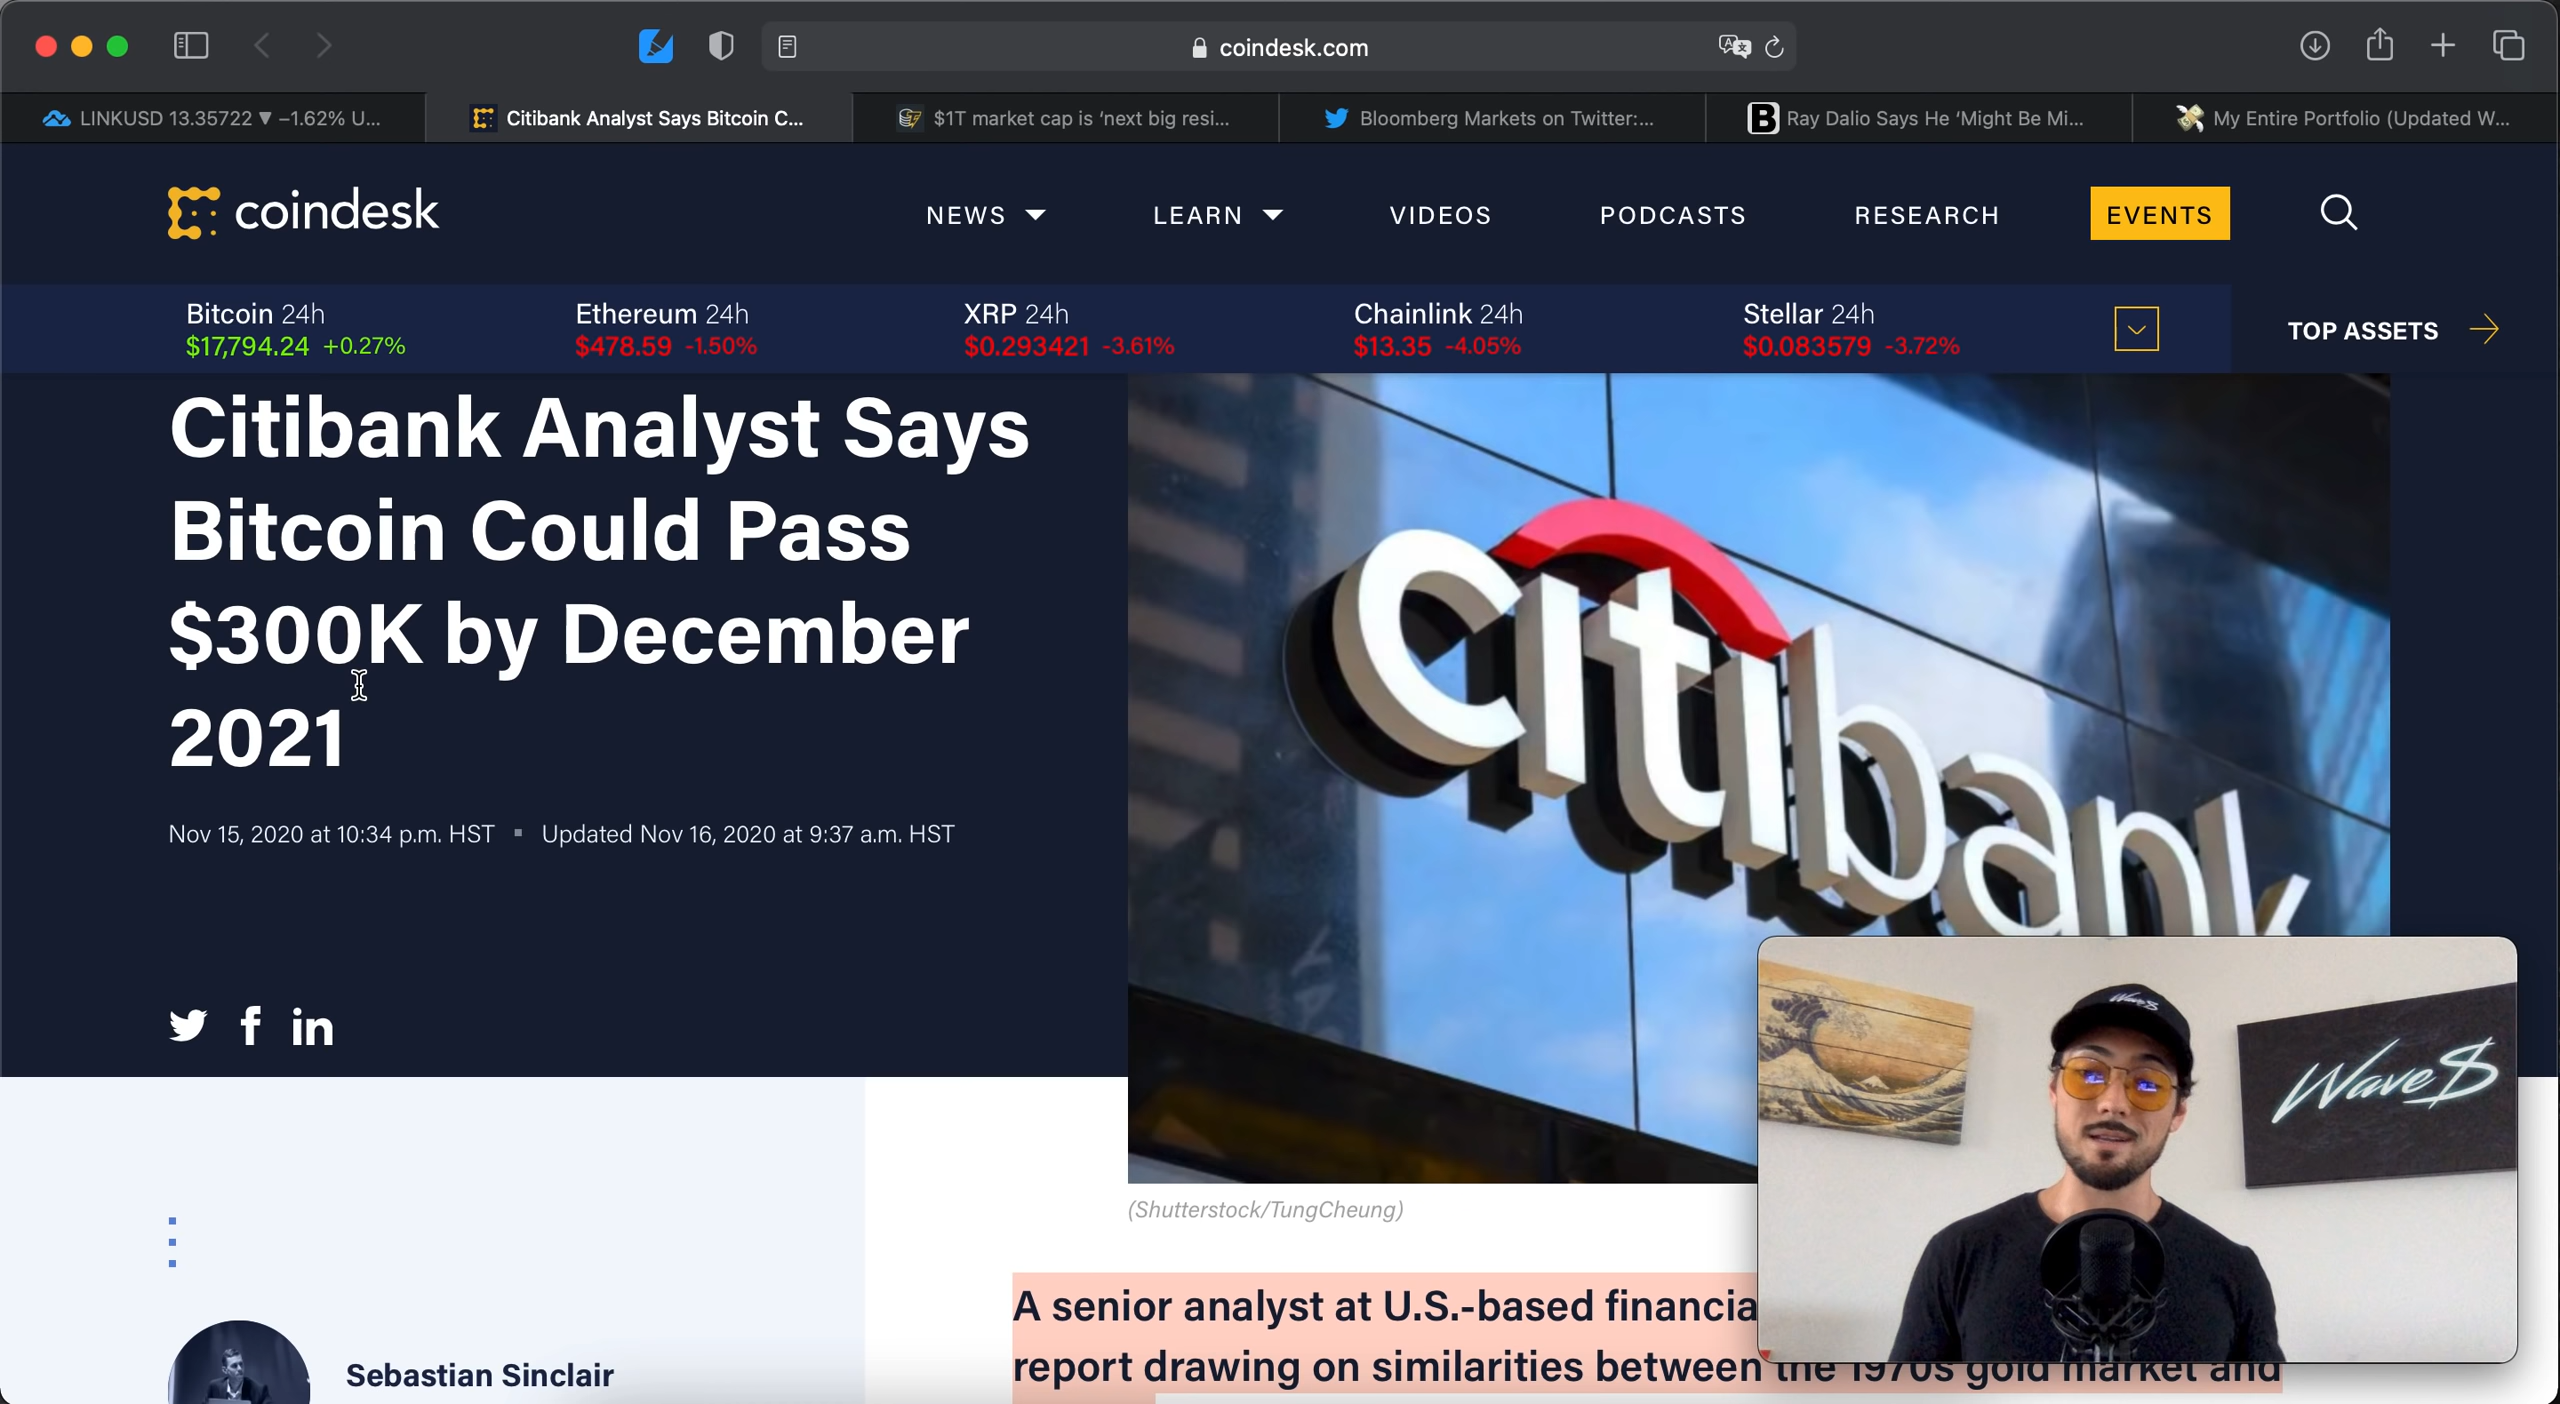 coindesk.com
LINKUSD 13.35722 ▼ −1.62% U...
Citibank Analyst Says Bitcoin C...
$1T market cap is ‘next big resi...
Bloomberg Markets on Twitter:...
Ray Dalio Says He ‘Might Be Mi...
My Entire Portfolio (Updated W...
coindesk
NEWS
LEARN
VIDEOS
PODCASTS
RESEARCH
EVENTS
Bitcoin 24h
$17,794.24 +0.27%
Ethereum 24h
$478.59 -1.50%
XRP 24h
$0.293421 -3.61%
Chainlink 24h
$13.35 -4.05%
Stellar 24h
$0.083579 -3.72%
TOP ASSETS
Citibank Analyst Says
Bitcoin Could Pass
$300K by December
2021
Nov 15, 2020 at 10:34 p.m. HST ▪ Updated Nov 16, 2020 at 9:37 a.m. HST
citibank
(Shutterstock/TungCheung)
Wave$
Wave$
A senior analyst at U.S.-based financia
report drawing on similarities between the 1970s gold market and
Sebastian Sinclair